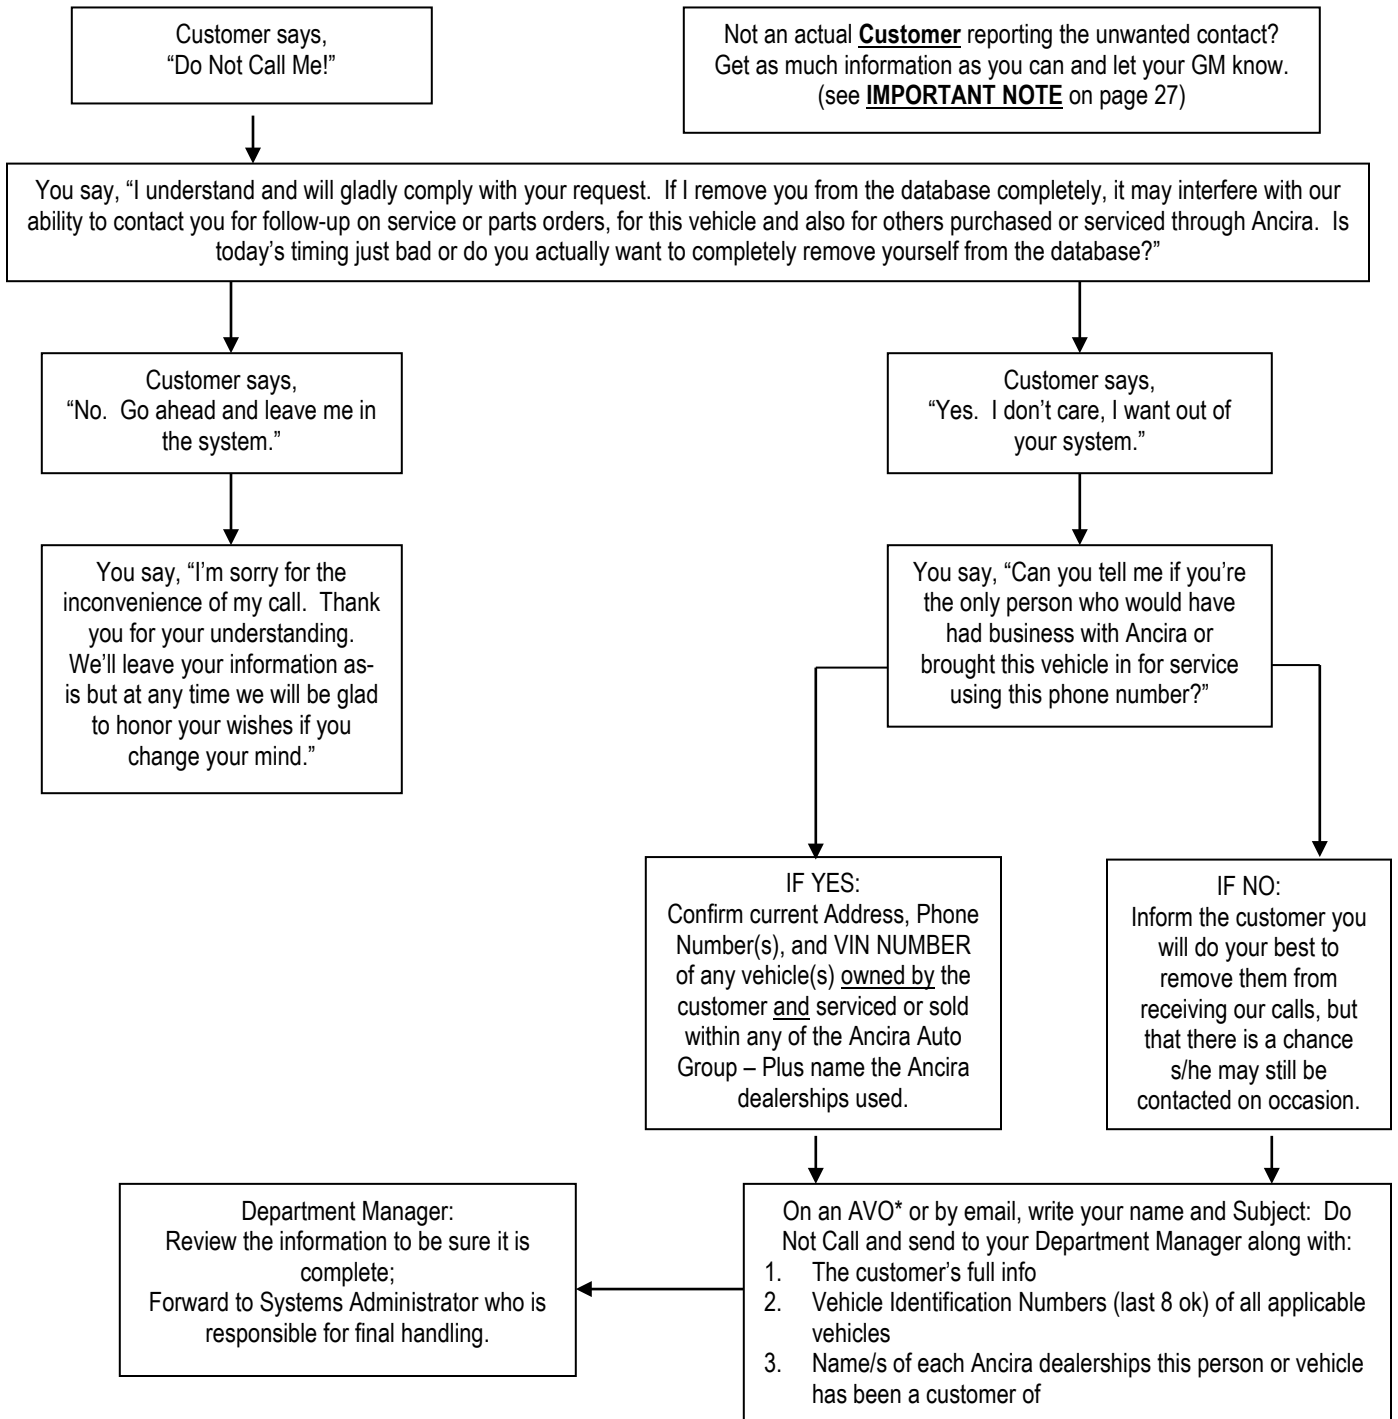 Customer says,
“Do Not Call Me!”
Not an actual Customer reporting the unwanted contact?
Get as much information as you can and let your GM know.
(see IMPORTANT NOTE on page 27)
You say, “I understand and will gladly comply with your request.  If I remove you from the database completely, it may interfere with our
ability to contact you for follow-up on service or parts orders, for this vehicle and also for others purchased or serviced through Ancira.  Is
today’s timing just bad or do you actually want to completely remove yourself from the database?”
Customer says,
“No.  Go ahead and leave me in
the system.”
Customer says,
“Yes.  I don’t care, I want out of
your system.”
You say, “I’m sorry for the
inconvenience of my call.  Thank
you for your understanding.
We’ll leave your information as-
is but at any time we will be glad
to honor your wishes if you
change your mind.”
You say, “Can you tell me if you’re
the only person who would have
had business with Ancira or
brought this vehicle in for service
using this phone number?”
IF YES:
Confirm current Address, Phone
Number(s), and VIN NUMBER
of any vehicle(s) owned by the
customer and serviced or sold
within any of the Ancira Auto
Group – Plus name the Ancira
dealerships used.
IF NO:
Inform the customer you
will do your best to
remove them from
receiving our calls, but
that there is a chance
s/he may still be
contacted on occasion.
Department Manager:
Review the information to be sure it is
complete;
Forward to Systems Administrator who is
responsible for final handling.
On an AVO* or by email, write your name and Subject:  Do
Not Call and send to your Department Manager along with:
1. The customer’s full info
2. Vehicle Identification Numbers (last 8 ok) of all applicable
vehicles
3. Name/s of each Ancira dealerships this person or vehicle
has been a customer of